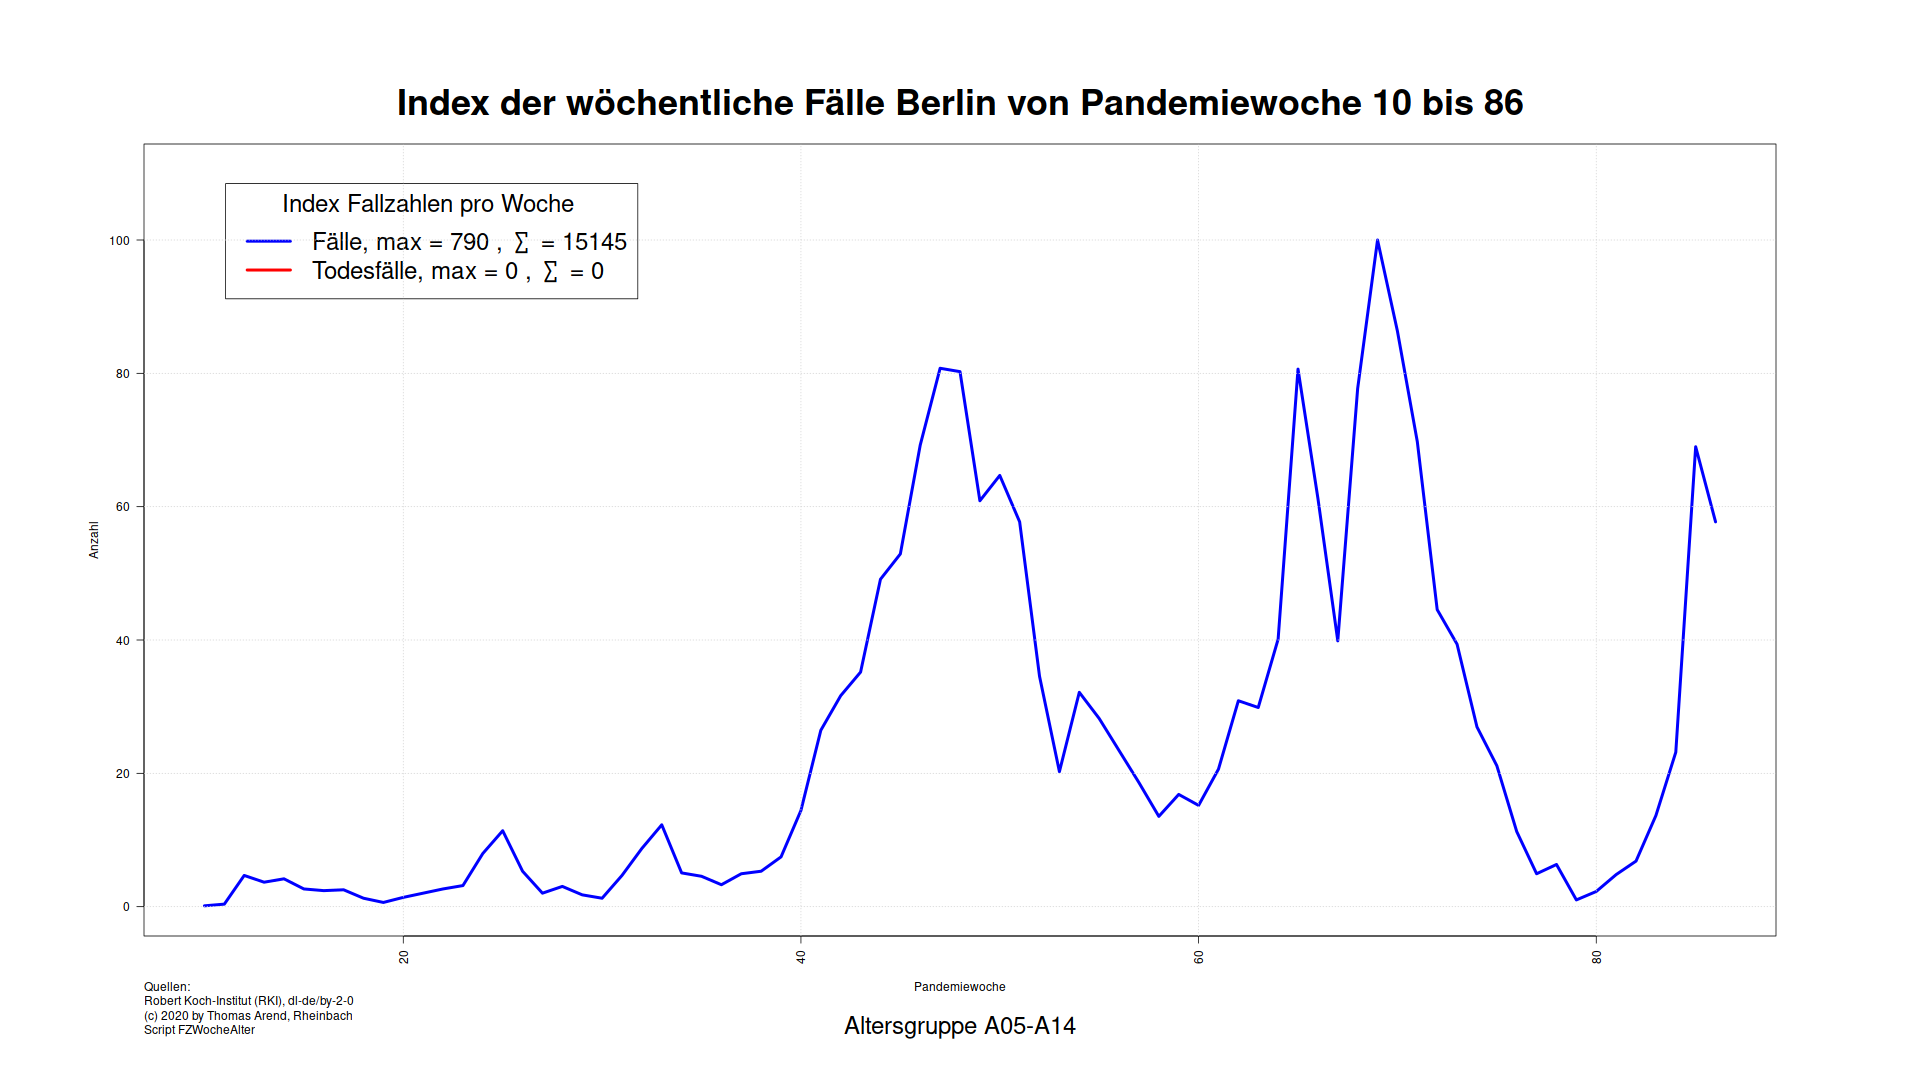 Index der wöchentliche Fälle Berlin von Pandemiewoche 10 bis 86
Index Fallzahlen pro Woche
Fälle, max = 790 , ∑ = 15145
Todesfälle, max = 0 , ∑ = 0
100
80
60
40
20
0
Anzahl
20
40
60
80
Pandemiewoche
Quellen:
Robert Koch-Institut (RKI), dl-de/by-2-0
(c) 2020 by Thomas Arend, Rheinbach
Script FZWocheAlter
Altersgruppe A05-A14